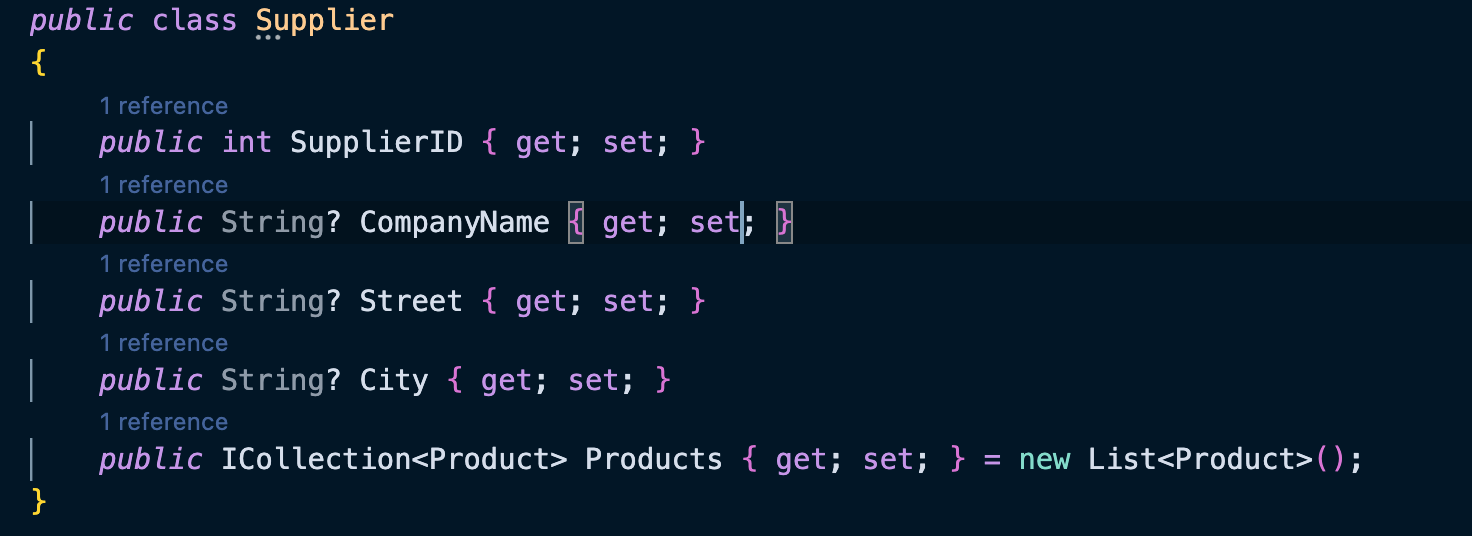 public class Supplier
{
1 reference
public int SupplierID { get; set; }
1 reference
public String? CompanyName { get; set; }
1 reference
public String? Street { get; set; }
1 reference
public String? City { get; set; }
1 reference
public ICollection<Product> Products { get; set; } = new List<Product>();
}